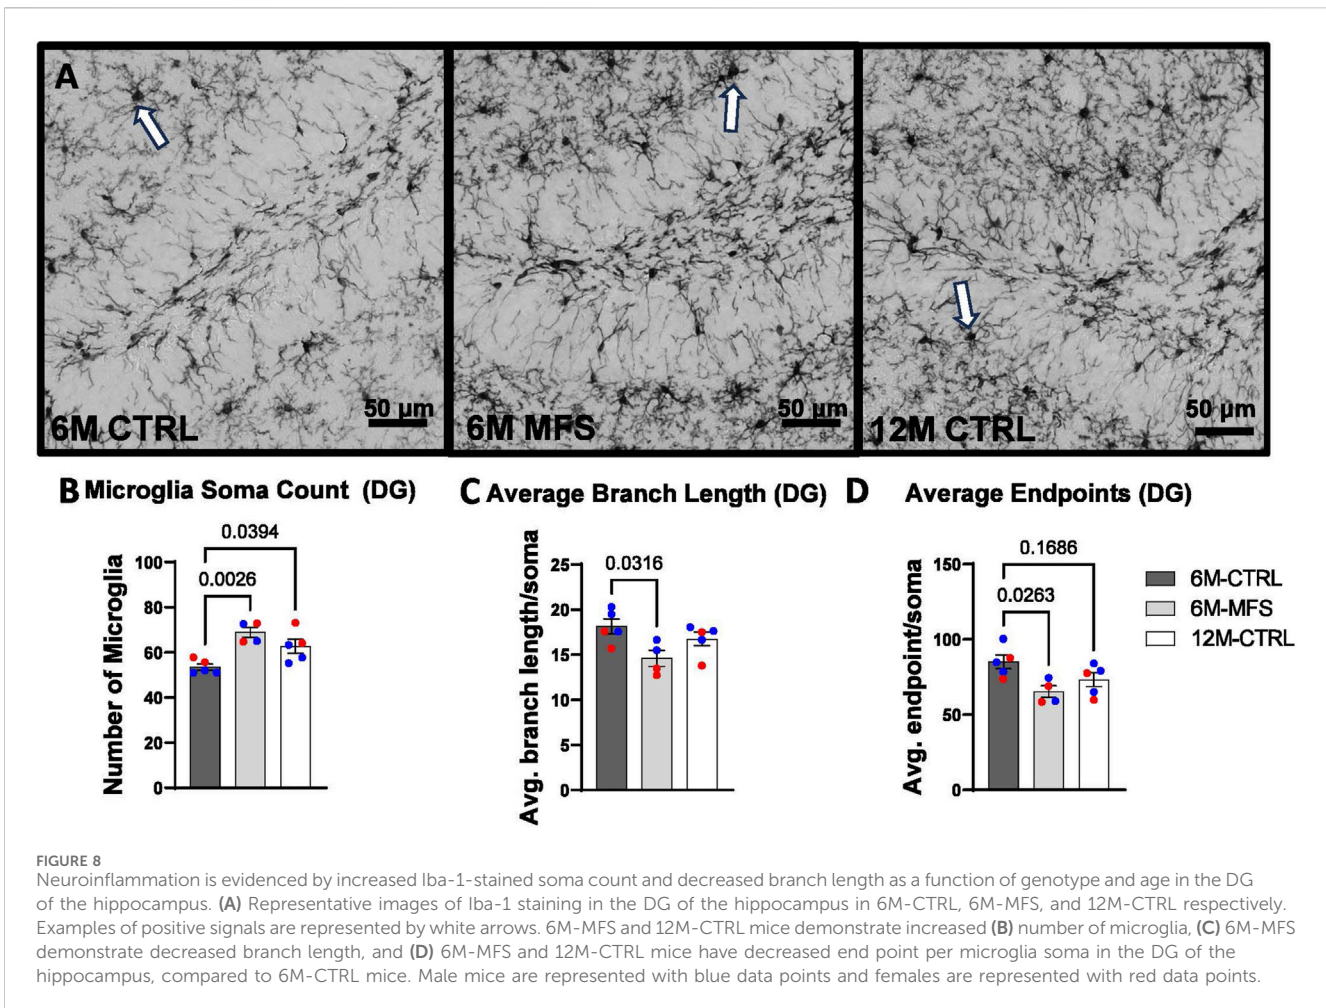 A
6M CTRL
50 µm
6M MFS
50 µm
12M CTRL
50 µm
B Microglia Soma Count (DG)
Number of Microglia
100
80
60
40
20
0
0.0394
0.0026
C Average Branch Length (DG)
Avg. branch length/soma
25
20
15
10
5
0
0.0316
D Average Endpoints (DG)
Avg. endpoint/soma
150
100
50
0
0.1686
0.0263
6M-CTRL
6M-MFS
12M-CTRL
FIGURE 8
Neuroinflammation is evidenced by increased Iba-1-stained soma count and decreased branch length as a function of genotype and age in the DG
of the hippocampus. (A) Representative images of Iba-1 staining in the DG of the hippocampus in 6M-CTRL, 6M-MFS, and 12M-CTRL respectively.
Examples of positive signals are represented by white arrows. 6M-MFS and 12M-CTRL mice demonstrate increased (B) number of microglia, (C) 6M-MFS
demonstrate decreased branch length, and (D) 6M-MFS and 12M-CTRL mice have decreased end point per microglia soma in the DG of the
hippocampus, compared to 6M-CTRL mice. Male mice are represented with blue data points and females are represented with red data points.